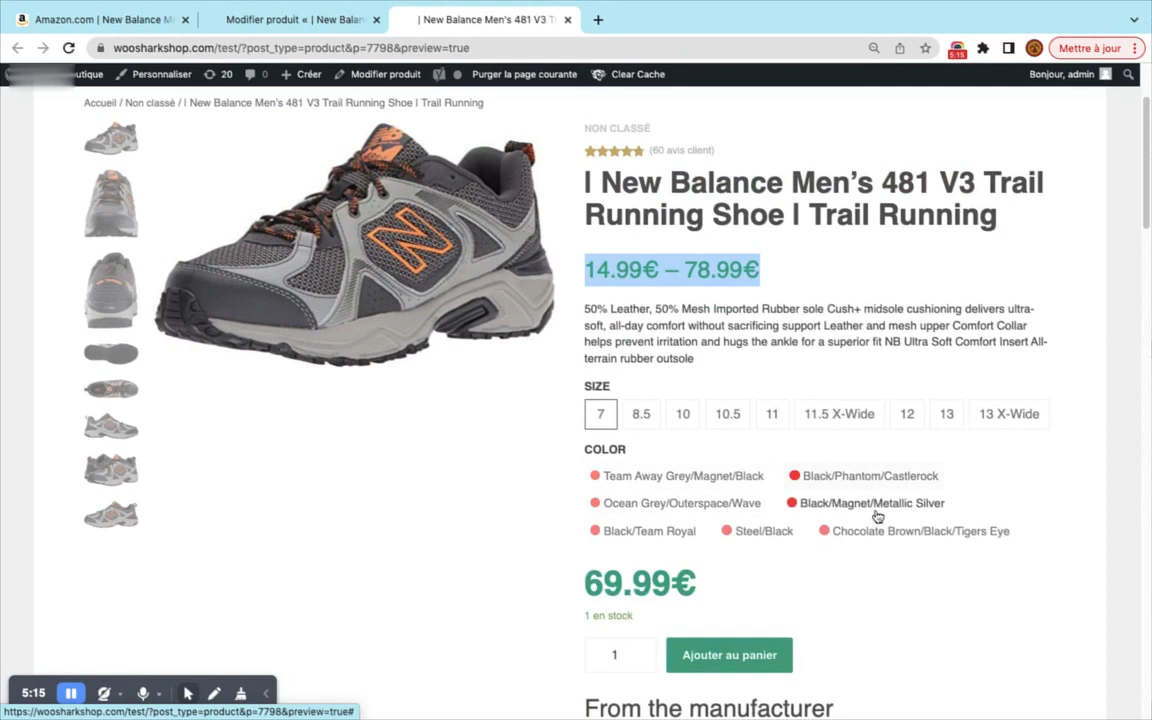 Amazon.com | New Balance M
Modifier produit « | New Balan
| New Balance Men's 481 V3 T
woosharkshop.com/test/?post_type=product&p=7798&preview=true
5:15
Mettre à jour
utique
Personnaliser
20
0
Créer
Modifier produit
Purger la page courante
Clear Cache
Bonjour, admin
Accueil / Non classé / | New Balance Men's 481 V3 Trail Running Shoe | Trail Running
NON CLASSÉ
(60 avis client)
| New Balance Men's 481 V3 Trail
Running Shoe | Trail Running
14.99€ – 78.99€
50% Leather, 50% Mesh Imported Rubber sole Cush+ midsole cushioning delivers ultra-
soft, all-day comfort without sacrificing support Leather and mesh upper Comfort Collar
helps prevent irritation and hugs the ankle for a superior fit NB Ultra Soft Comfort Insert All-
terrain rubber outsole
SIZE
7 8.5 10 10.5 11 11.5 X-Wide 12 13 13 X-Wide
COLOR
Team Away Grey/Magnet/Black Black/Phantom/Castlerock
Ocean Grey/Outerspace/Wave Black/Magnet/Metallic Silver
Black/Team Royal Steel/Black Chocolate Brown/Black/Tigers Eye
69.99€
1 en stock
1
Ajouter au panier
From the manufacturer
5:15
https://woosharkshop.com/test/?post_type=product&p=7798&preview=true#